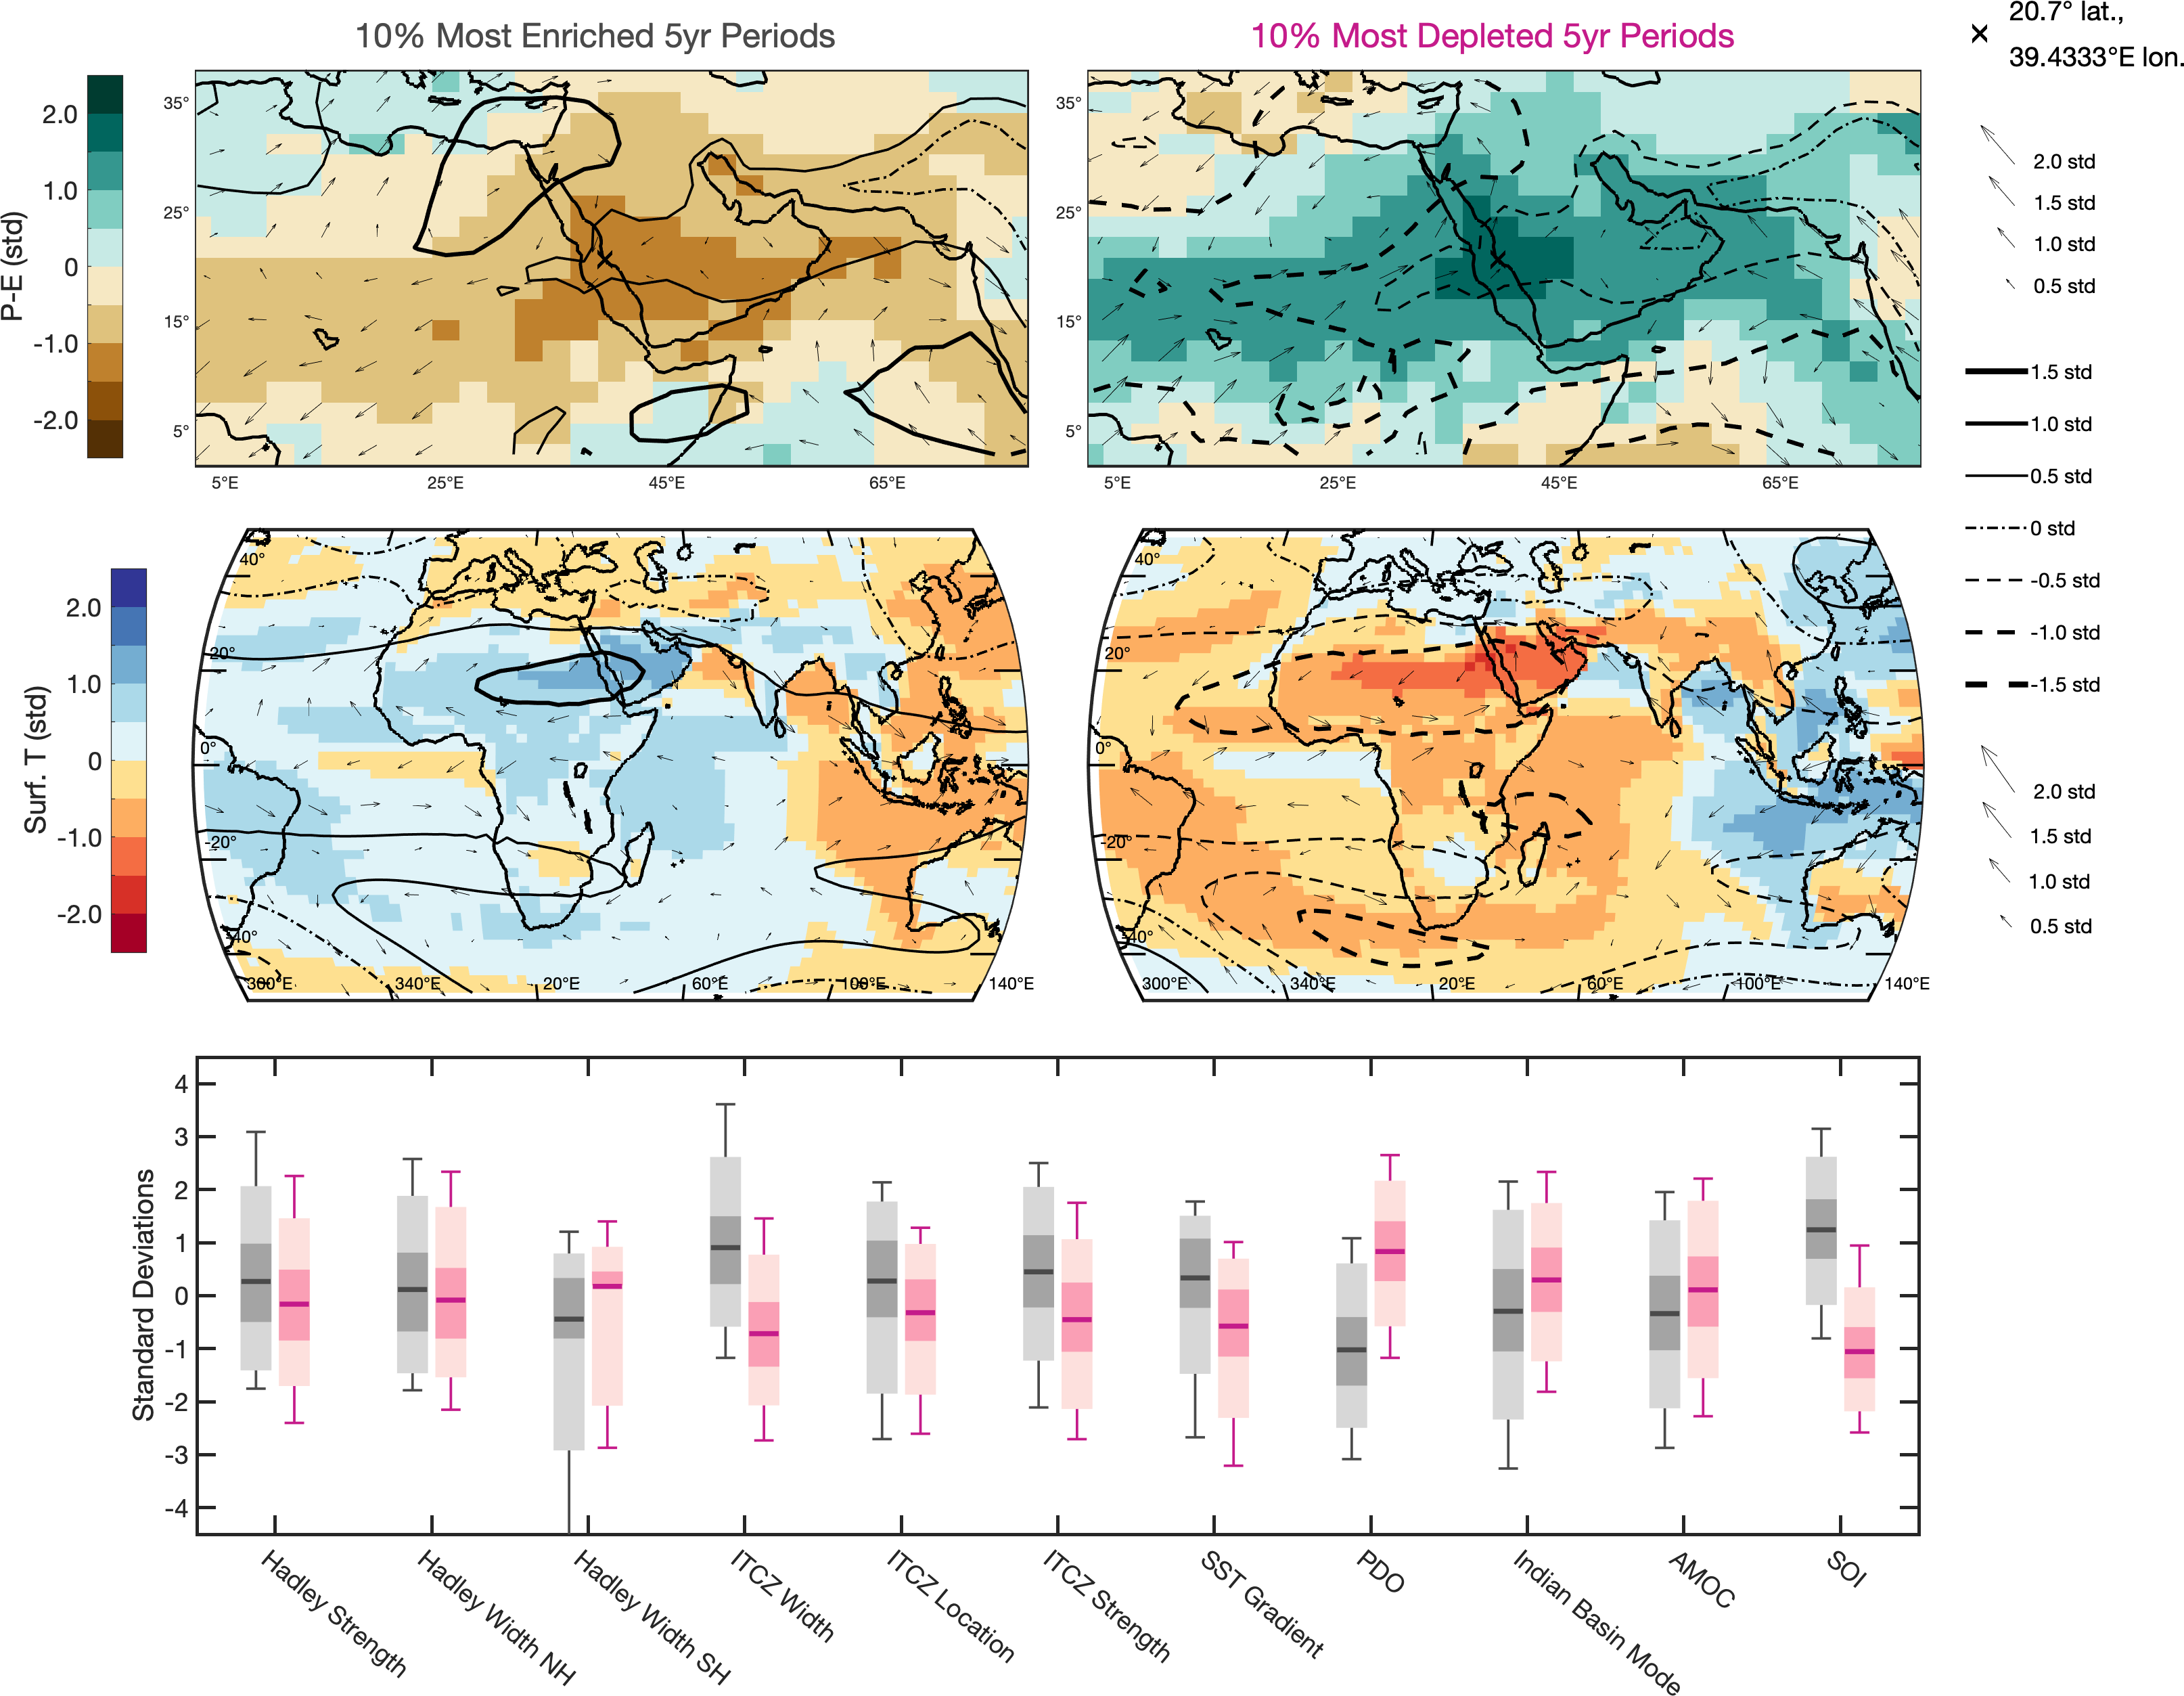 10% Most Enriched 5yr Periods
10% Most Depleted 5yr Periods
20.7° lat.,
39.4333°E lon.
P-E (std)
2.0
1.0
0
-1.0
-2.0
35°
25°
15°
5°
5°E
25°E
45°E
65°E
35°
25°
15°
5°
5°E
25°E
45°E
65°E
2.0 std
1.5 std
1.0 std
0.5 std
1.5 std
1.0 std
0.5 std
0 std
-0.5 std
-1.0 std
-1.5 std
Surf. T (std)
2.0
1.0
0
-1.0
-2.0
40°
20°
0°
-20°
-40°
300°E
340°E
20°E
60°E
100°E
140°E
40°
20°
0°
-20°
-40°
300°E
340°E
20°E
60°E
100°E
140°E
2.0 std
1.5 std
1.0 std
0.5 std
Standard Deviations
4
3
2
1
0
-1
-2
-3
-4
Hadley Strength
Hadley Width NH
Hadley Width SH
ITCZ Width
ITCZ Location
ITCZ Strength
SST Gradient
PDO
Indian Basin Mode
AMOC
SOI